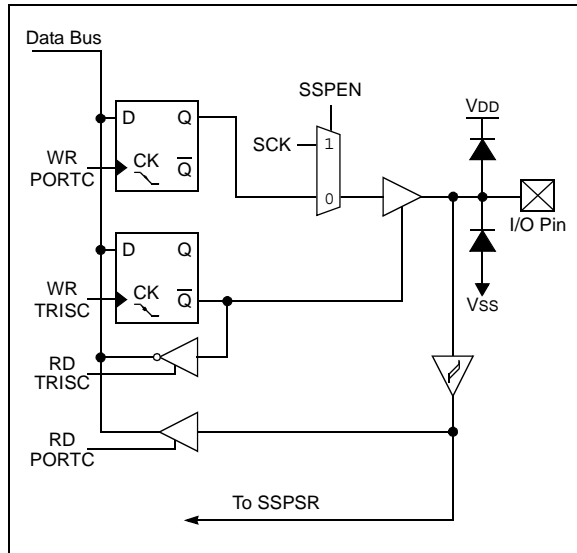 Data Bus
SSPEN
VDD
D Q
SCK
1
WR
PORTC
CK
Q
0
I/O Pin
D Q
WR
TRISC
CK
Q
VSS
RD
TRISC
RD
PORTC
To SSPSR